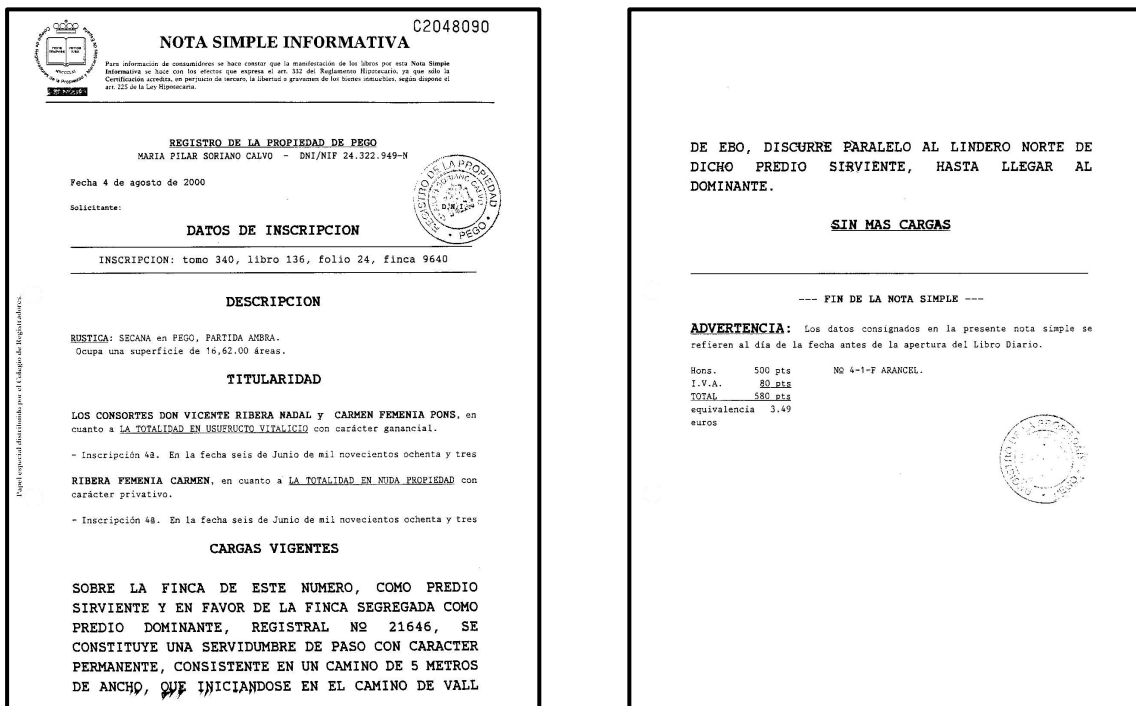 C2048090
NOTA SIMPLE INFORMATIVA
Para información de consumidores se hace constar que la manifestación de los libros por esta Nota Simple
Informativa se hace con los efectos que expresa el art. 332 del Reglamento Hipotecario, ya que sólo la
Certificación acredita, en perjuicio de tercero, la libertad o gravamen de los bienes inmuebles, según dispone el
art. 225 de la Ley Hipotecaria.
REGISTRO DE LA PROPIEDAD DE PEGO
MARIA PILAR SORIANO CALVO - DNI/NIF 24.322.949-N
Fecha 4 de agosto de 2000
Solicitante:
REGISTRO DE LA PROPIEDAD
PEGO
DATOS DE INSCRIPCION
INSCRIPCION: tomo 340, libro 136, folio 24, finca 9640
DESCRIPCION
RUSTICA: SECANA en PEGO, PARTIDA AMBRA.
Ocupa una superficie de 16,62.00 áreas.
TITULARIDAD
LOS CONSORTES DON VICENTE RIBERA NADAL y CARMEN FEMENIA PONS, en
cuanto a LA TOTALIDAD EN USUFRUCTO VITALICIO con carácter ganancial.
- Inscripción 4ª. En la fecha seis de Junio de mil novecientos ochenta y tres
RIBERA FEMENIA CARMEN, en cuanto a LA TOTALIDAD EN NUDA PROPIEDAD con
carácter privativo.
- Inscripción 4ª. En la fecha seis de Junio de mil novecientos ochenta y tres
CARGAS VIGENTES
SOBRE LA FINCA DE ESTE NUMERO, COMO PREDIO
SIRVIENTE Y EN FAVOR DE LA FINCA SEGREGADA COMO
PREDIO DOMINANTE, REGISTRAL Nº 21646, SE
CONSTITUYE UNA SERVIDUMBRE DE PASO CON CARACTER
PERMANENTE, CONSISTENTE EN UN CAMINO DE 5 METROS
DE ANCHO, QUE INICIANDOSE EN EL CAMINO DE VALL
Papel especial distribuido por el Colegio de Registradores.
DE EBO, DISCURRE PARALELO AL LINDERO NORTE DE
DICHO PREDIO SIRVIENTE, HASTA LLEGAR AL
DOMINANTE.
SIN MAS CARGAS
--- FIN DE LA NOTA SIMPLE ---
ADVERTENCIA: Los datos consignados en la presente nota simple se
refieren al día de la fecha antes de la apertura del Libro Diario.
Hons. 500 pts Nº 4-1-F ARANCEL.
I.V.A. 80 pts
TOTAL 580 pts
equivalencia 3.49
euros
REGISTRO DE LA PROPIEDAD
PEGO